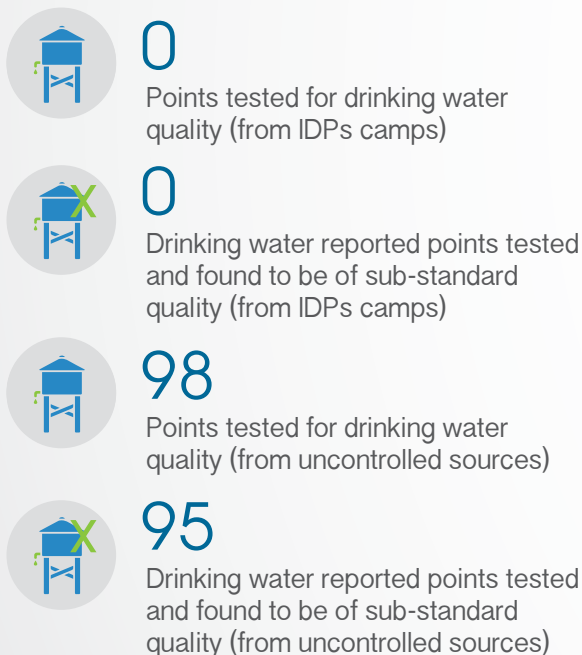 0
Points tested for drinking water
quality (from IDPs camps)
0
Drinking water reported points tested
and found to be of sub-standard
quality (from IDPs camps)
98
Points tested for drinking water
quality (from uncontrolled sources)
95
Drinking water reported points tested
and found to be of sub-standard
quality (from uncontrolled sources)